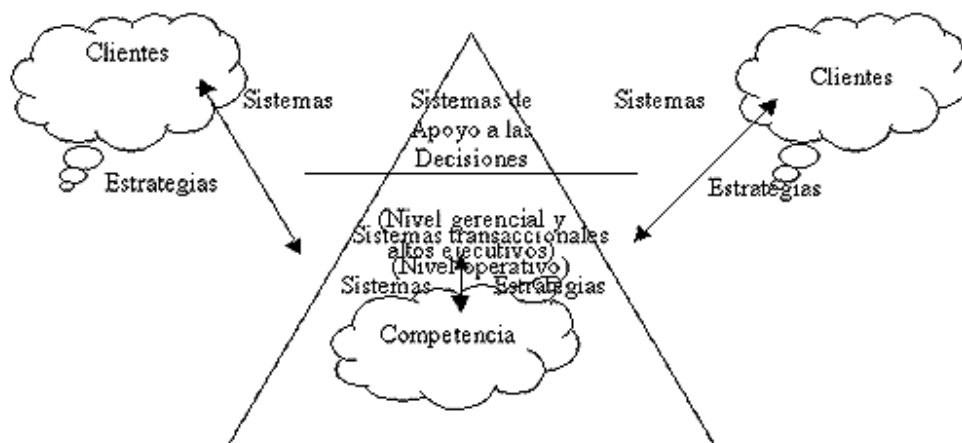 Clientes
Clientes
Sistemas
Sistemas de
Apoyo a las
Decisiones
Sistemas
Estrategias
Estrategias
(Nivel gerencial y
Sistemas transaccionales
altos ejecutivos)
(Nivel operativo)
Sistemas
Estrategias
Competencia